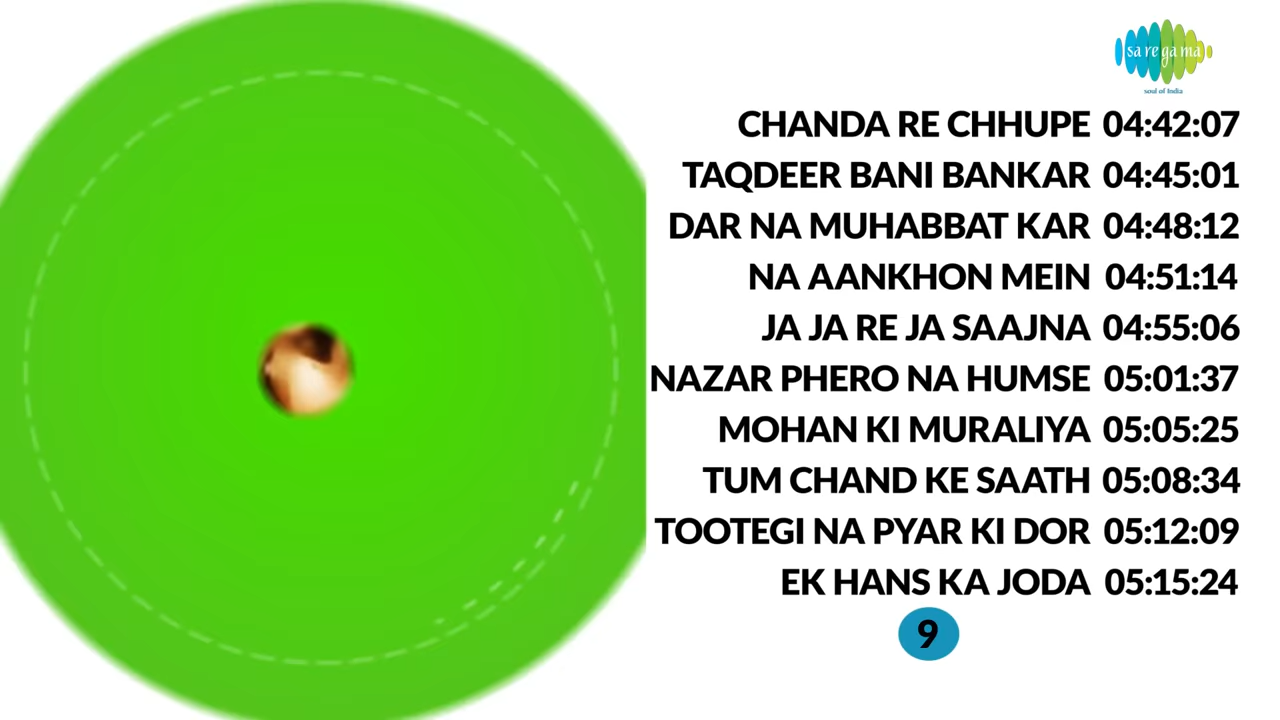 sa re ga ma
soul of India
CHANDA RE CHHUPE 04:42:07
TAQDEER BANI BANKAR 04:45:01
DAR NA MUHABBAT KAR 04:48:12
NA AANKHON MEIN 04:51:14
JA JA RE JA SAAJNA 04:55:06
NAZAR PHERO NA HUMSE 05:01:37
MOHAN KI MURALIYA 05:05:25
TUM CHAND KE SAATH 05:08:34
TOOTEGI NA PYAR KI DOR 05:12:09
EK HANS KA JODA 05:15:24
9